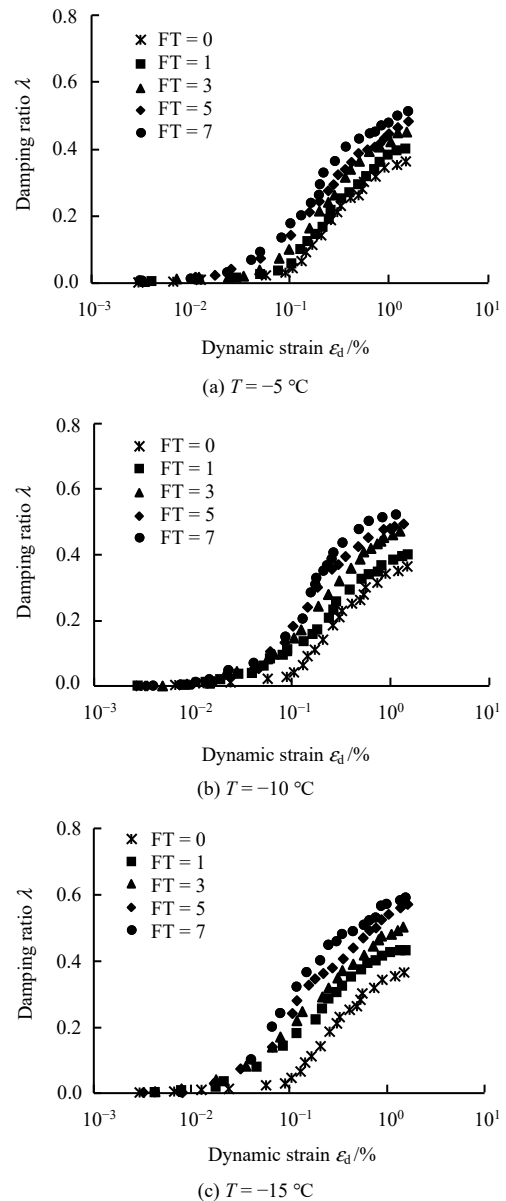 0.8
FT = 0
FT = 1
0.6
FT = 3
FT = 5
FT = 7
0.4
0.2
0.0
Damping ratio λ
10⁻³ 10⁻² 10⁻¹ 10⁰ 10¹
Dynamic strain εd/%
(a) T = −5 °C
0.8
FT = 0
FT = 1
0.6
FT = 3
FT = 5
FT = 7
0.4
0.2
0.0
Damping ratio λ
10⁻³ 10⁻² 10⁻¹ 10⁰ 10¹
Dynamic strain εd/%
(b) T = −10 °C
0.8
FT = 0
FT = 1
0.6
FT = 3
FT = 5
FT = 7
0.4
0.2
0.0
Damping ratio λ
10⁻³ 10⁻² 10⁻¹ 10⁰ 10¹
Dynamic strain εd/%
(c) T = −15 °C